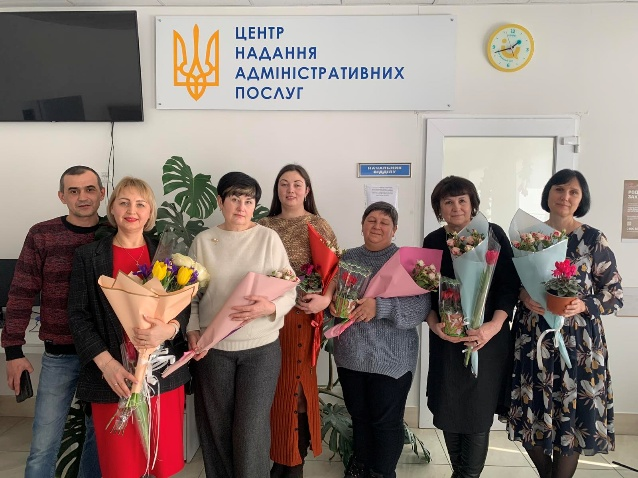 ЦЕНТР
НАДАННЯ
АДМІНІСТРАТИВНИХ
ПОСЛУГ
НАЧАЛЬНИК
ВІДДІЛУ